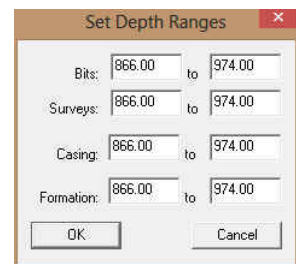 Set Depth Ranges
Bits: 866.00 to 974.00
Surveys: 866.00 to 974.00
Casing: 866.00 to 974.00
Formation: 866.00 to 974.00
OK Cancel